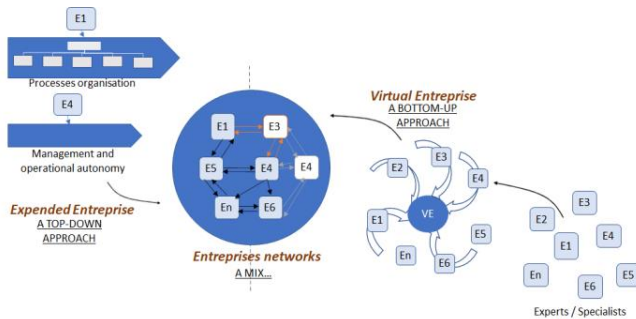 E1
Processes organisation
E4
Management and
operational autonomy
Expended Entreprise
A TOP-DOWN
APPROACH
E1
E3
E5
E4
E4
En
E6
Entreprises networks
A MIX...
Virtual Entreprise
A BOTTOM-UP
APPROACH
E3
E2
E4
E1
VE
E5
En
E6
E3
E2
E4
E1
En
E5
E6
Experts / Specialists